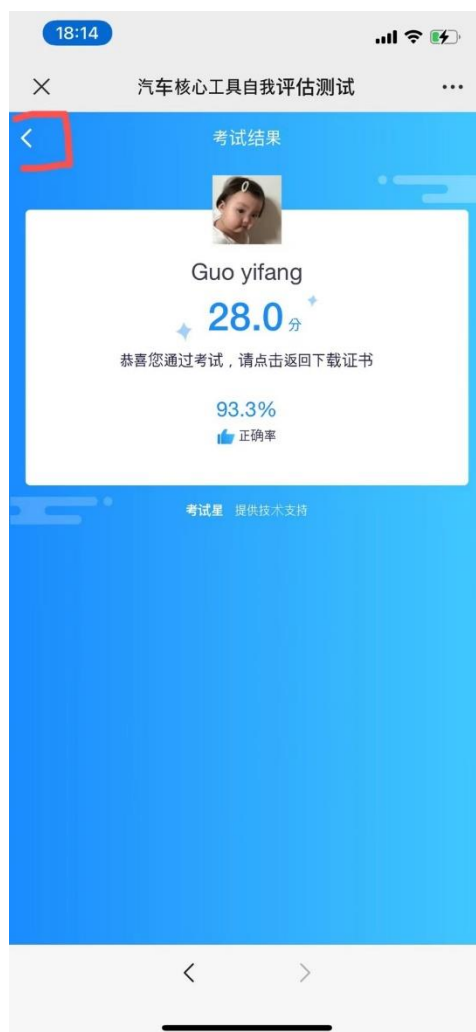 18:14
汽车核心工具自我评估测试
考试结果
Guo yifang
28.0 分
恭喜您通过考试，请点击返回下载证书
93.3%
正确率
考试星 提供技术支持